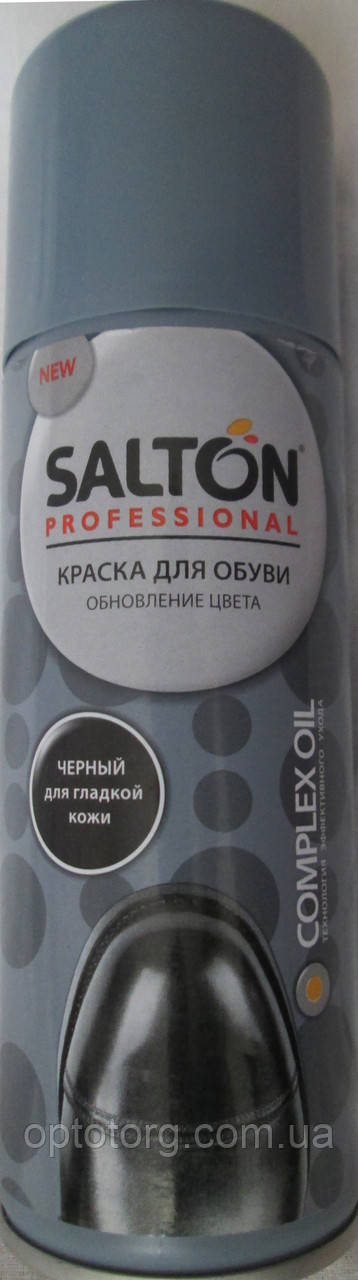 NEW
SALTON
PROFESSIONAL
КРАСКА ДЛЯ ОБУВИ
ОБНОВЛЕНИЕ ЦВЕТА
ЧЕРНЫЙ
для гладкой
кожи
COMPLEX OIL
ТЕХНОЛОГИЯ ЭФФЕКТИВНОГО УХОДА
optotorg.com.ua